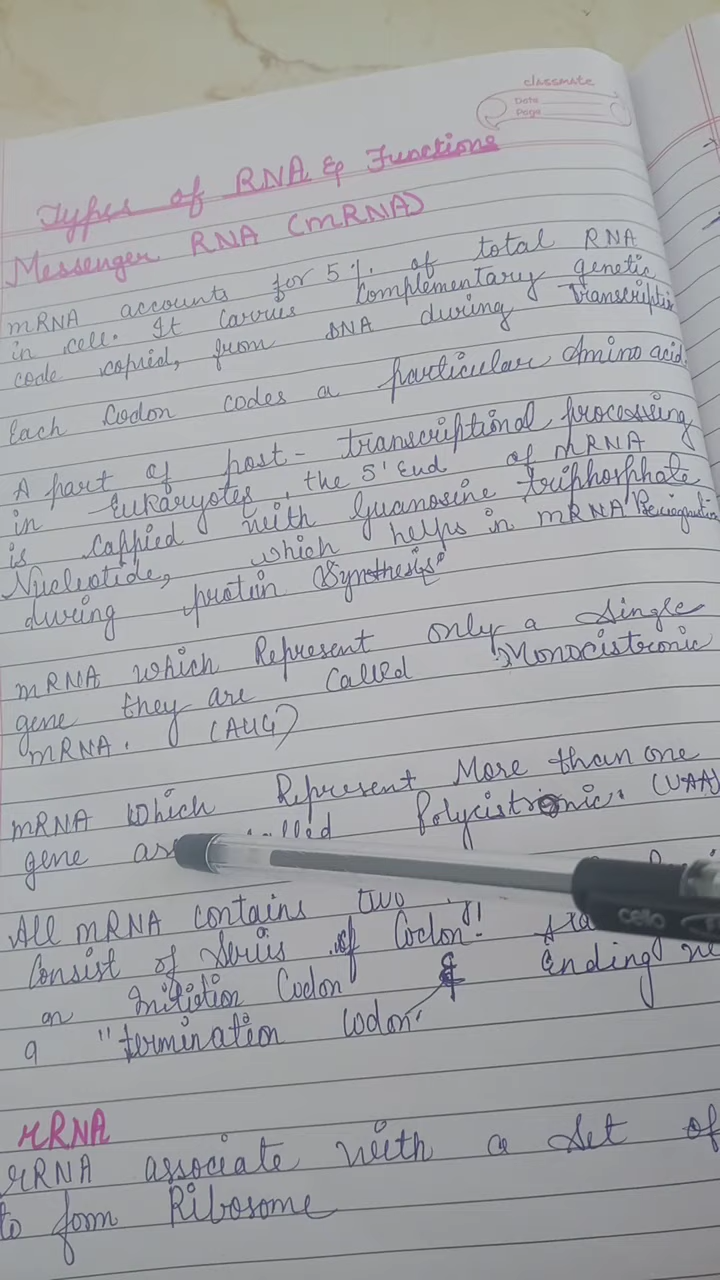 classmate
Date
Page
Types of RNA & Functions
Messenger RNA (mRNA)
mRNA accounts for 5%. of total RNA
in cell. It carries complementary genetic
code copied, from DNA during transcriptio
Each Codon codes a particular Amino acid.
A part of post-transcriptional processing
in Eukaryotes, the 5' End of mRNA
is cappied with Guanosine triphosphate
Nucleotide, which helps in mRNA Recognition
during protein Synthesis.
mRNA which Represent only a single
gene they are called Monocistronic
mRNA. (AUG)
mRNA which Represent More than one
gene are called Polycistronic. (UAA)
All mRNA contains two
Consist of Series of Codon.
an Initiation Codon & Ending
a "termination codon.
rRNA
rRNA associate with a set of
to form Ribosome
cello